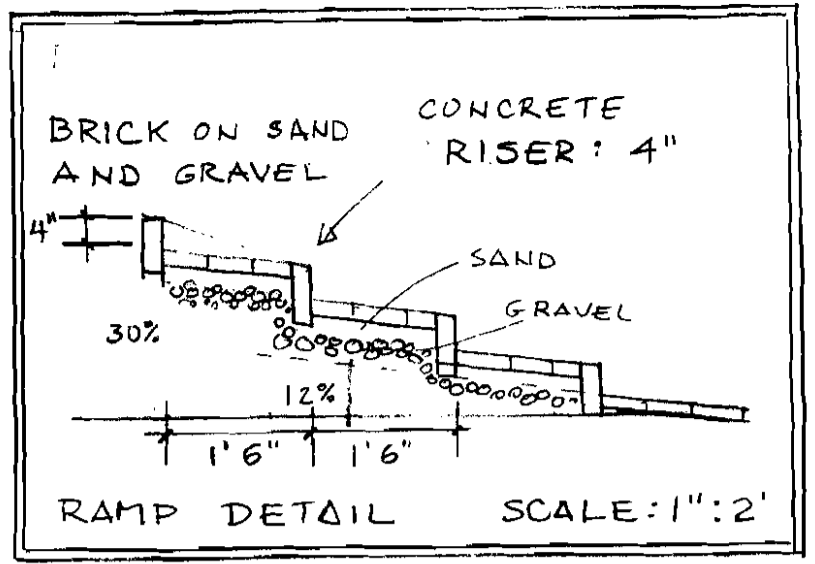 BRICK ON SAND
AND GRAVEL
CONCRETE
RISER: 4"
4"
SAND
GRAVEL
30%
12%
1' 6" 1' 6"
RAMP DETAIL
SCALE: 1":2'